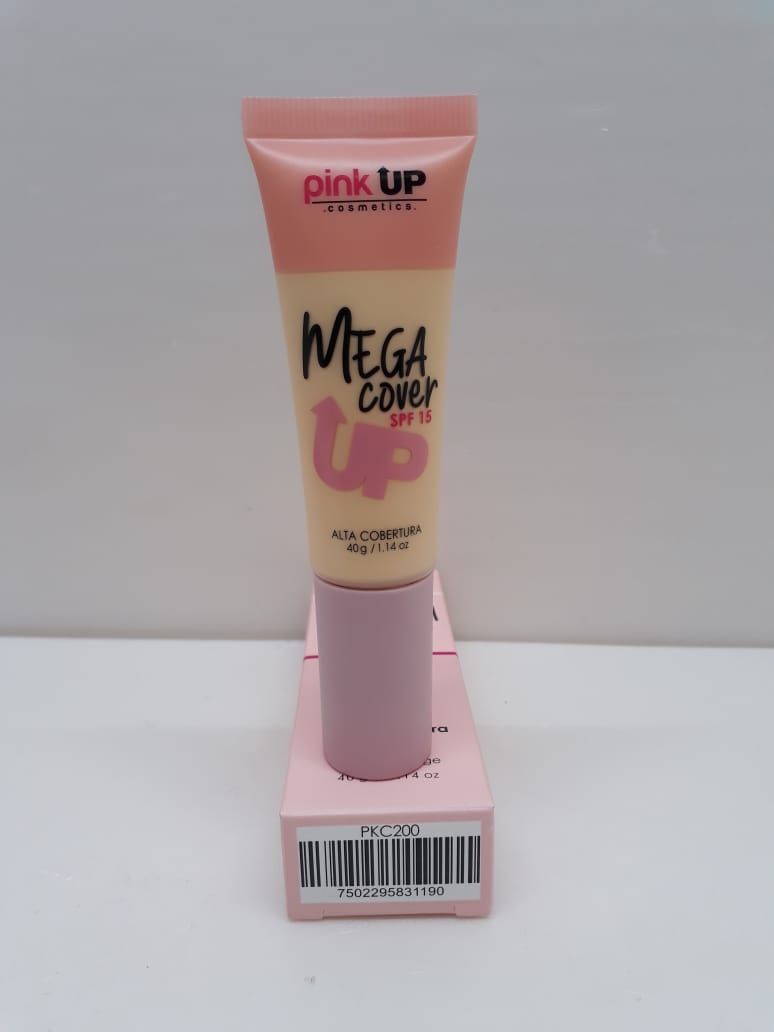 pink UP
.cosmetics.
MEGA
cover
SPF 15
UP
ALTA COBERTURA
40g / 1.14 oz
PKC200
7502295831190